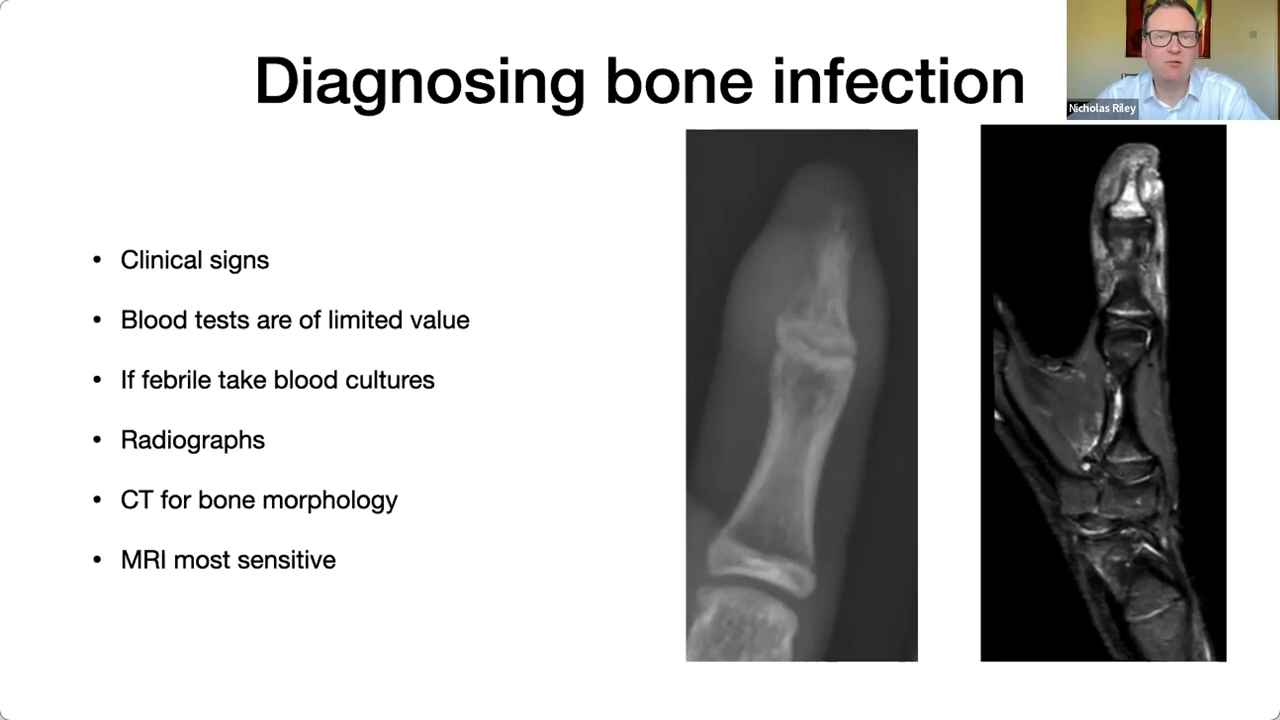 Diagnosing bone infection
Nicholas Riley
• Clinical signs
• Blood tests are of limited value
• If febrile take blood cultures
• Radiographs
• CT for bone morphology
• MRI most sensitive